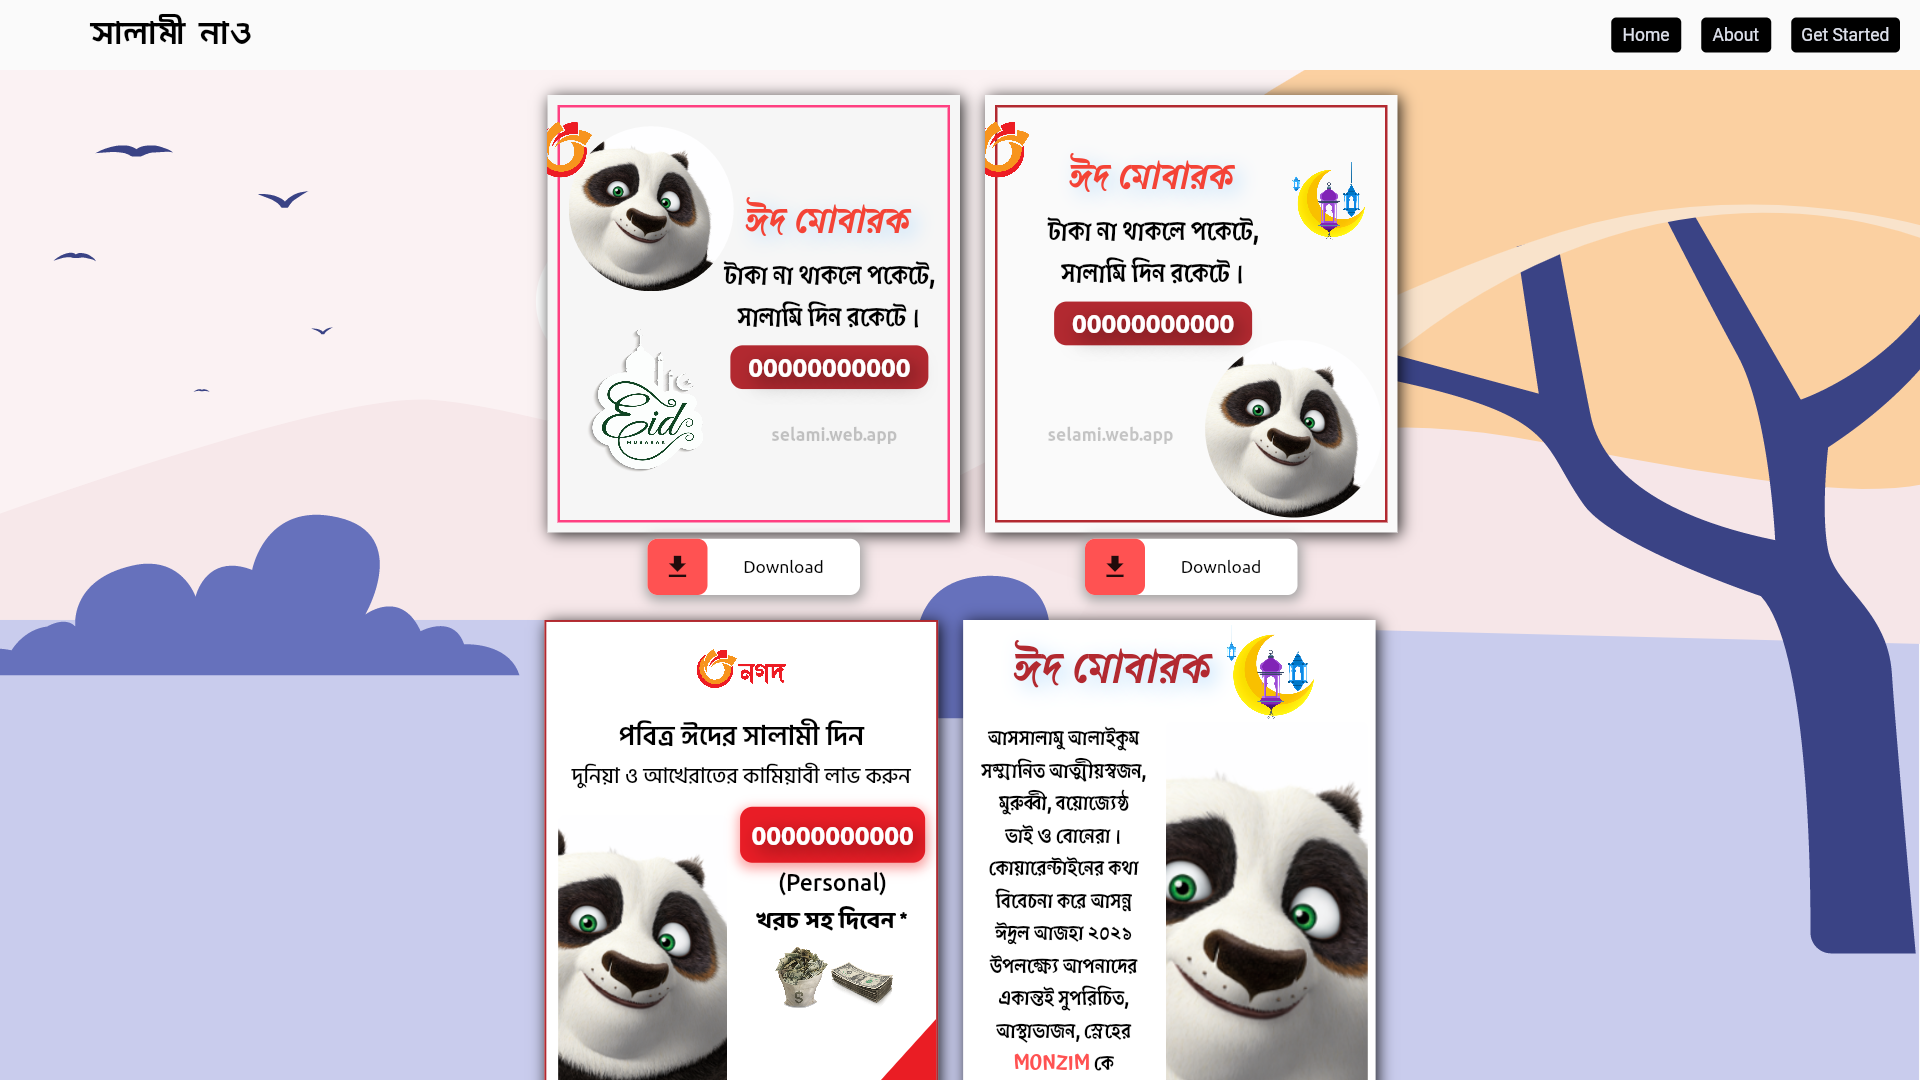 সালামী নাও
Home
About
Get Started
ঈদ মোবারক
টাকা না থাকলে পকেটে,
সালামি দিন রকেটে ।
00000000000
Eid
MUBARAK
selami.web.app
Download
ঈদ মোবারক
টাকা না থাকলে পকেটে,
সালামি দিন রকেটে ।
00000000000
selami.web.app
Download
নগদ
পবিত্র ঈদের সালামী দিন
দুনিয়া ও আখেরাতের কামিয়াবী লাভ করুন
00000000000
(Personal)
খরচ সহ দিবেন *
ঈদ মোবারক
আসসালামু আলাইকুম
সম্মানিত আত্মীয়স্বজন,
মুরুব্বী, বয়োজ্যেষ্ঠ
ভাই ও বোনেরা ।
কোয়ারেন্টাইনের কথা
বিবেচনা করে আসন্ন
ঈদুল আজহা ২০২১
উপলক্ষ্যে আপনাদের
একান্তই সুপরিচিত,
আস্থাভাজন, স্নেহের
MONZIM কে